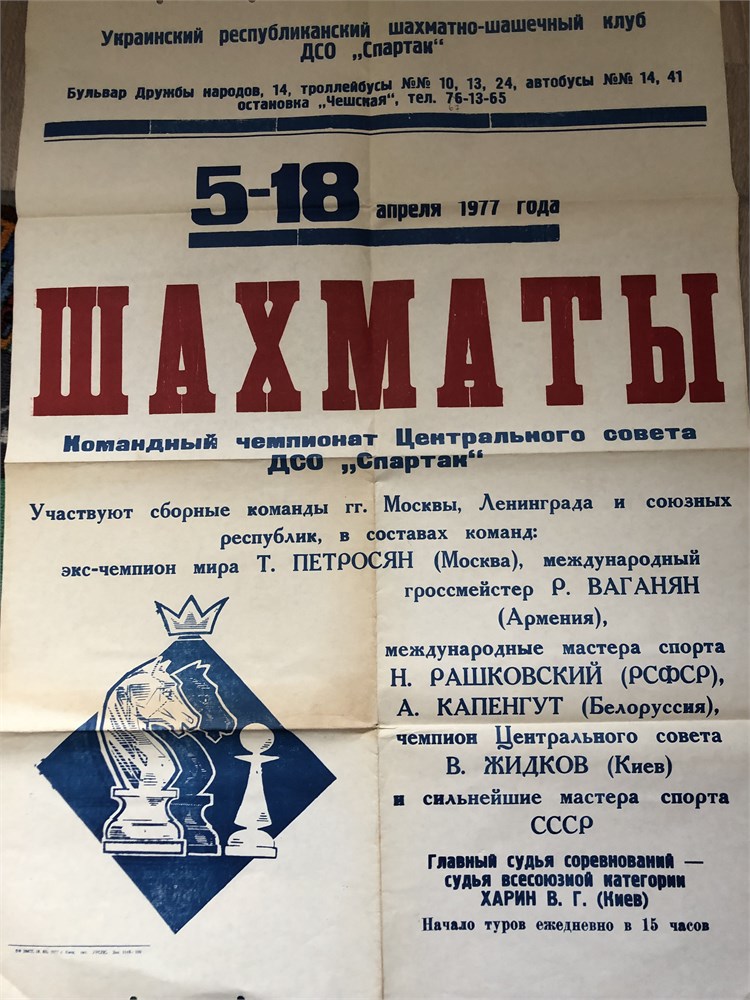 Украинский республиканский шахматно-шашечный клуб
ДСО „Спартак“
Бульвар Дружбы народов, 14, троллейбусы №№ 10, 13, 24, автобусы №№ 14, 41
остановка „Чешская“, тел. 76-13-65
5-18 апреля 1977 года
ШАХМАТЫ
Командный чемпионат Центрального совета
ДСО „Спартак“
Участвуют сборные команды гг. Москвы, Ленинграда и союзных
республик, в составах команд:
экс-чемпион мира Т. ПЕТРОСЯН (Москва), международный
гроссмейстер Р. ВАГАНЯН
(Армения),
международные мастера спорта
Н. РАШКОВСКИЙ (РСФСР),
А. КАПЕНГУТ (Белоруссия),
чемпион Центрального совета
В. ЖИДКОВ (Киев)
и сильнейшие мастера спорта
СССР
Главный судья соревнований —
судья всесоюзной категории
ХАРИН В. Г. (Киев)
Начало туров ежедневно в 15 часов